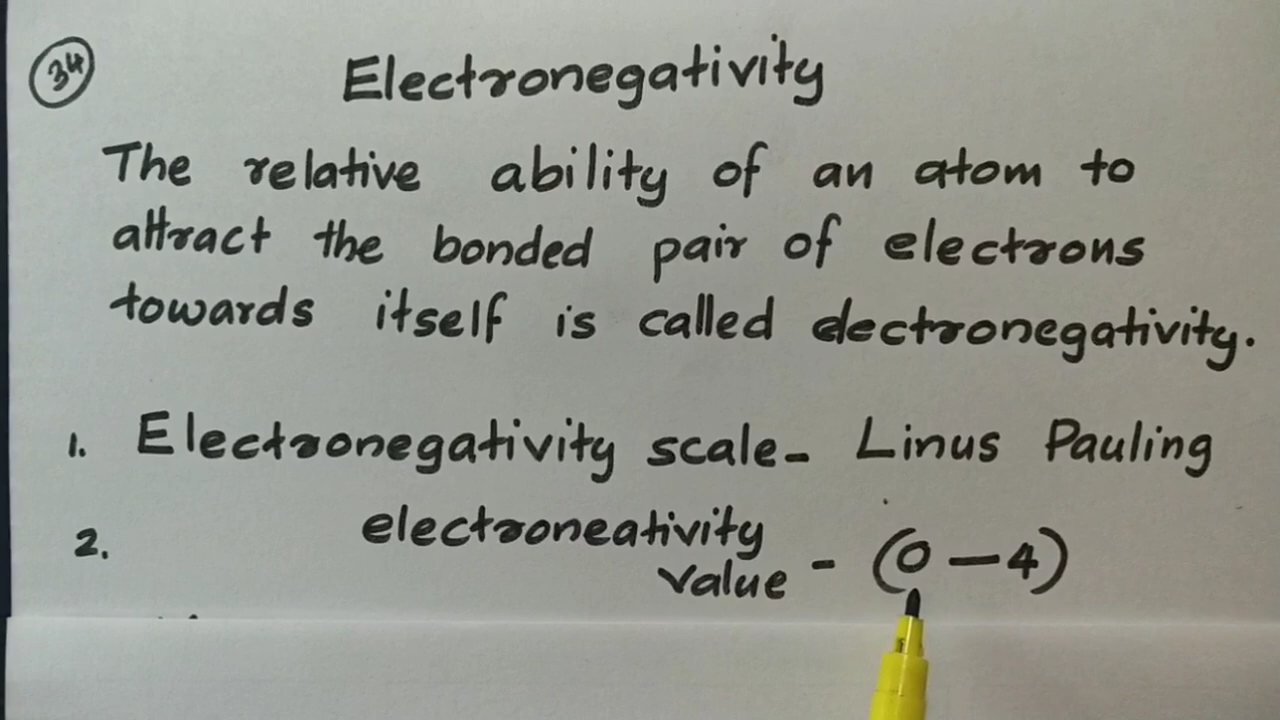 34
Electronegativity
The relative ability of an atom to
attract the bonded pair of electrons
towards itself is called electronegativity.
1. Electronegativity scale- Linus Pauling
2. electroneativity
value - (0-4)